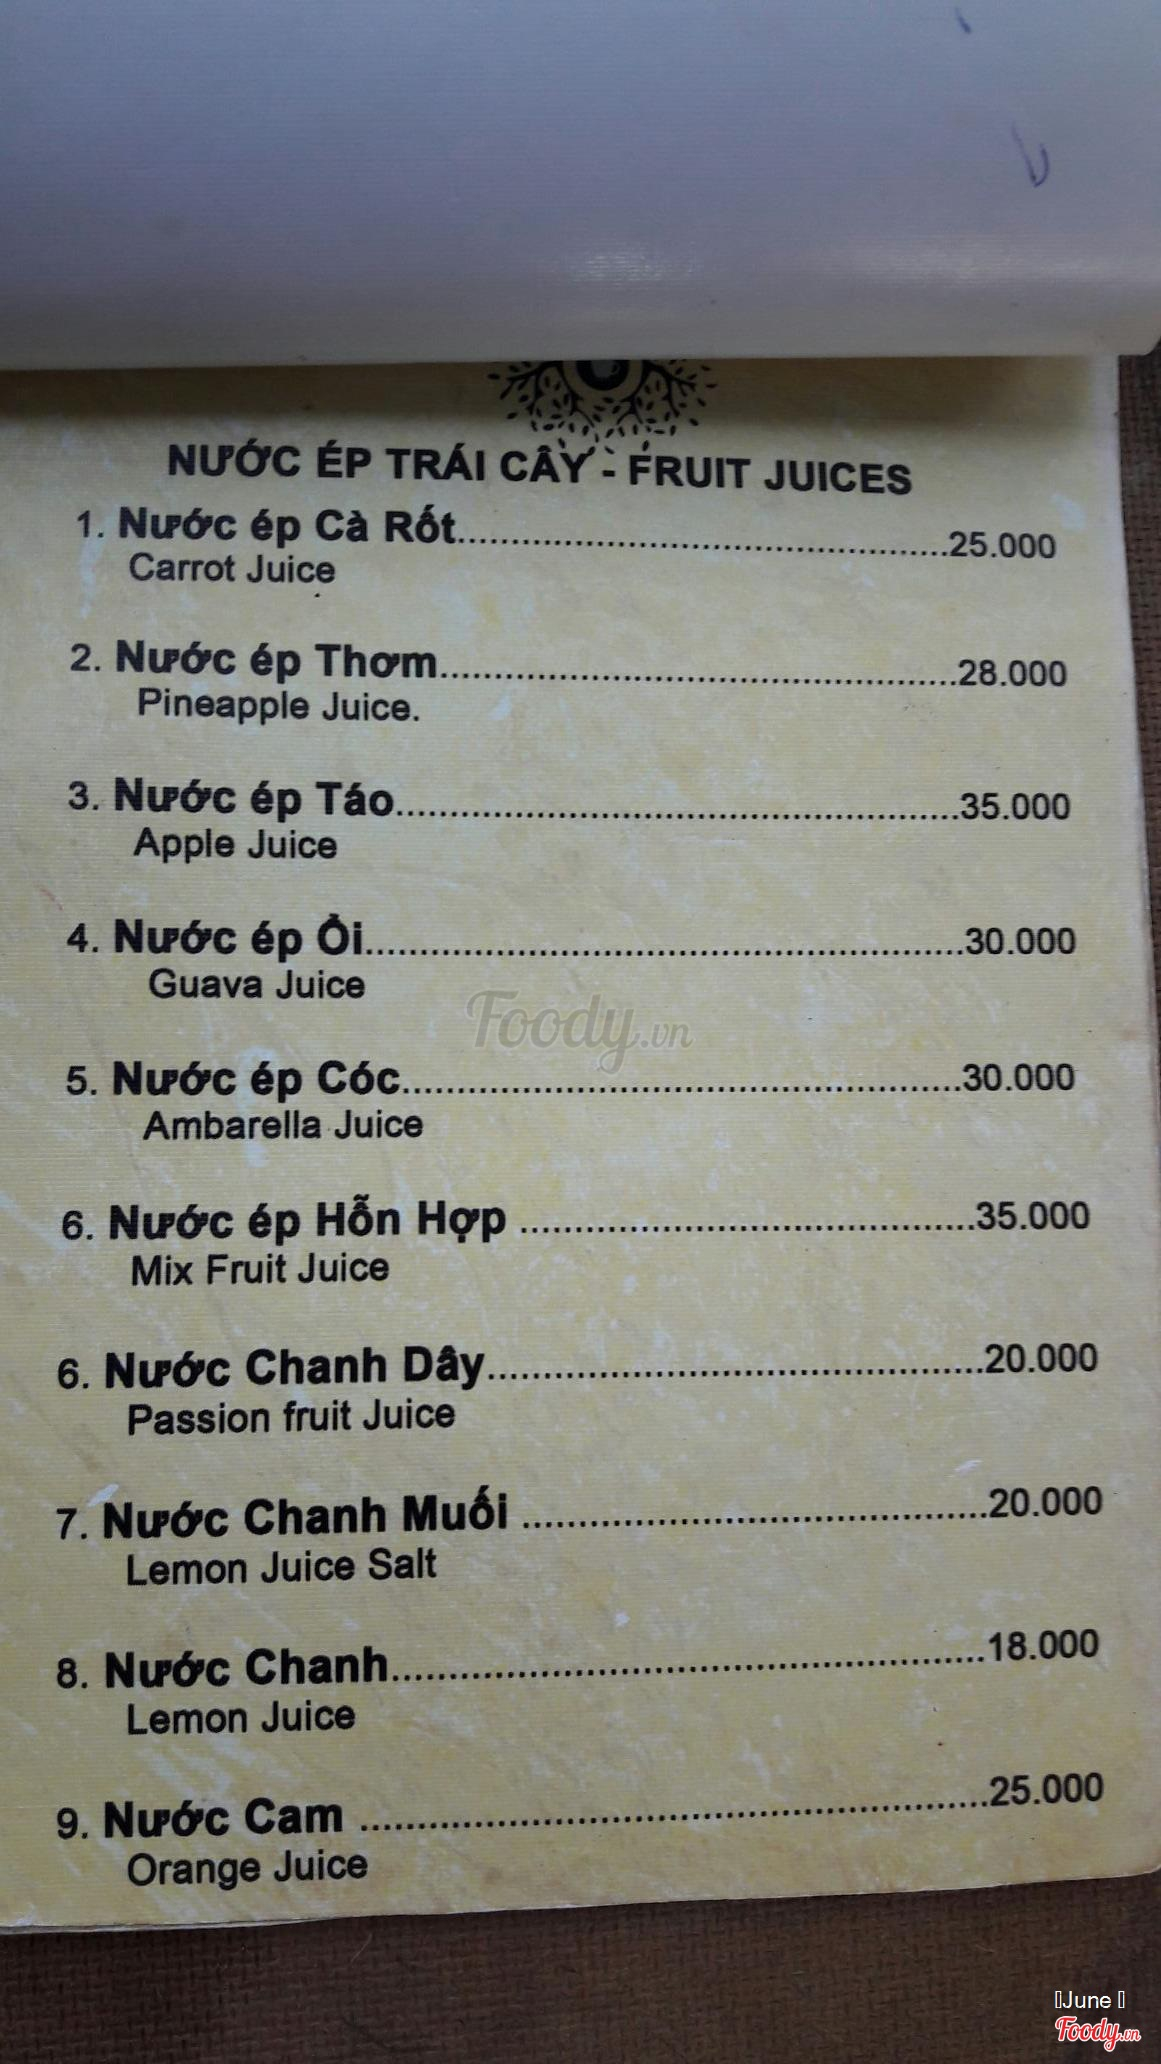 NƯỚC ÉP TRÁI CÂY - FRUIT JUICES
1. Nước ép Cà Rốt..............................................25.000
Carrot Juice
2. Nước ép Thơm................................................28.000
Pineapple Juice.
3. Nước ép Táo.....................................................35.000
Apple Juice
4. Nước ép Ổi........................................................30.000
Guava Juice
Foody.vn
5. Nước ép Cóc.....................................................30.000
Ambarella Juice
6. Nước ép Hỗn Hợp ...........................................35.000
Mix Fruit Juice
6. Nước Chanh Dây...............................................20.000
Passion fruit Juice
7. Nước Chanh Muối ............................................20.000
Lemon Juice Salt
8. Nước Chanh........................................................18.000
Lemon Juice
9. Nước Cam ...........................................................25.000
Orange Juice
June
Foody.vn